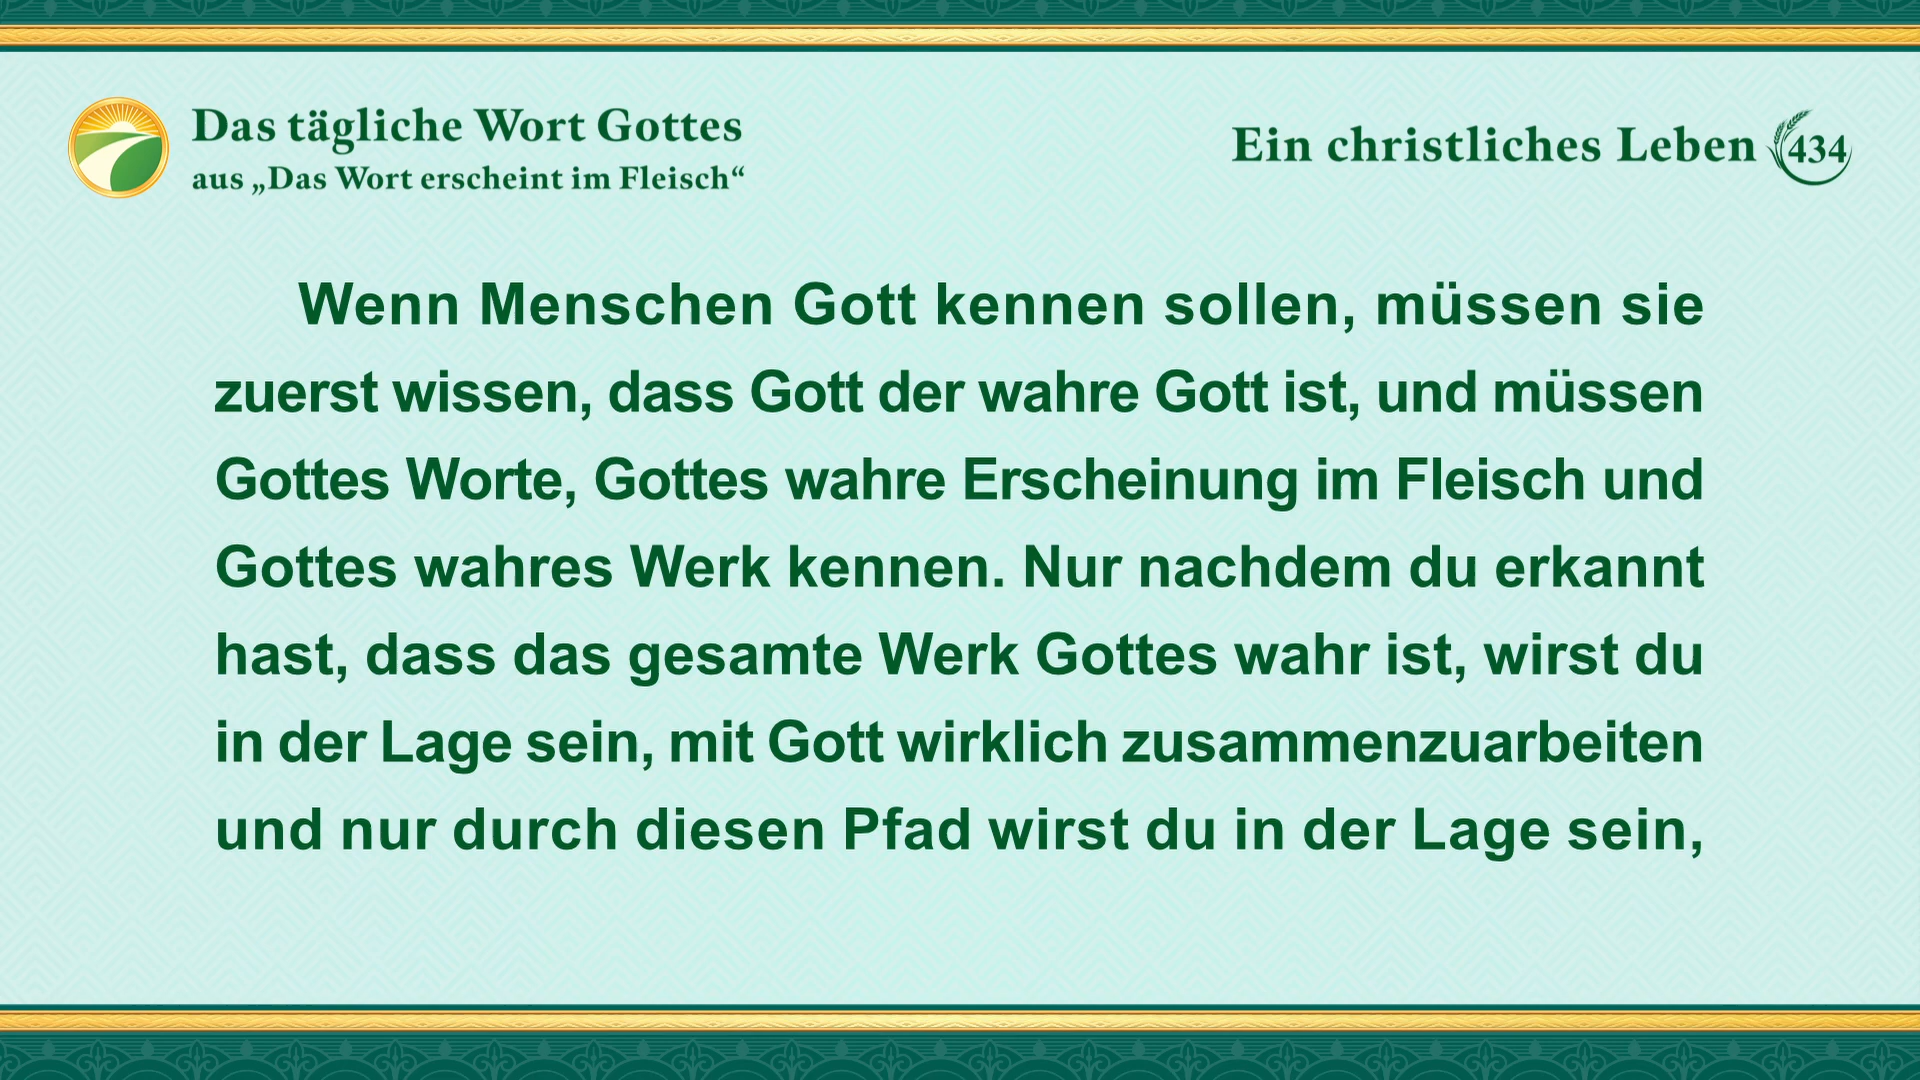 Das tägliche Wort Gottes
aus „Das Wort erscheint im Fleisch“
Ein christliches Leben 434
Wenn Menschen Gott kennen sollen, müssen sie
zuerst wissen, dass Gott der wahre Gott ist, und müssen
Gottes Worte, Gottes wahre Erscheinung im Fleisch und
Gottes wahres Werk kennen. Nur nachdem du erkannt
hast, dass das gesamte Werk Gottes wahr ist, wirst du
in der Lage sein, mit Gott wirklich zusammenzuarbeiten
und nur durch diesen Pfad wirst du in der Lage sein,